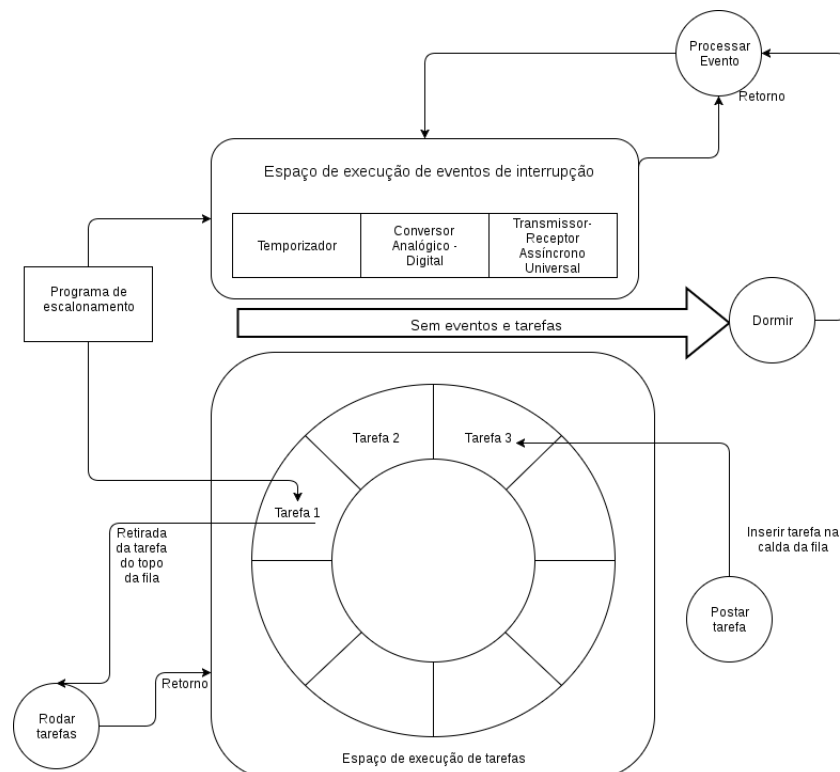 Processar
Evento
Retorno
Espaço de execução de eventos de interrupção
Temporizador
Conversor
Analógico -
Digital
Transmissor-
Receptor
Assíncrono
Universal
Programa de
escalonamento
Sem eventos e tarefas
Dormir
Tarefa 2
Tarefa 3
Tarefa 1
Retirada
da tarefa
do topo
da fila
Inserir tarefa na
calda da fila
Postar
tarefa
Retorno
Rodar
tarefas
Espaço de execução de tarefas